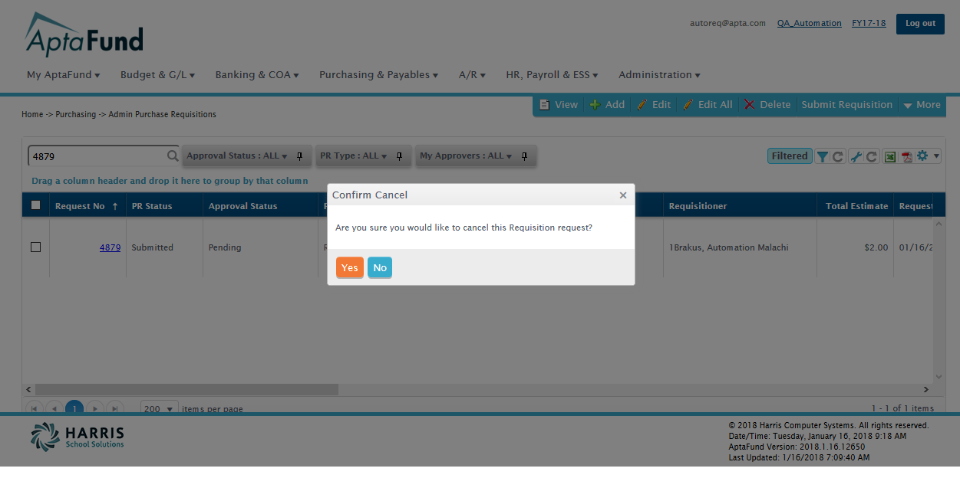 AptaFund
autoreq@apta.com QA_Automation FY17-18 Log out
My AptaFund Budget & G/L Banking & COA Purchasing & Payables A/R HR, Payroll & ESS Administration
Home -> Purchasing -> Admin Purchase Requisitions
View Add Edit Edit All Delete Submit Requisition More
4879 Approval Status : ALL PR Type : ALL My Approvers : ALL Filtered
Drag a column header and drop it here to group by that column
Request No ↑ PR Status Approval Status Requisitioner Total Estimate Request
4879 Submitted Pending 1Brakus, Automation Malachi $2.00 01/16/2
Confirm Cancel ×
Are you sure you would like to cancel this Requisition request?
Yes No
1 200 items per page 1 - 1 of 1 items
HARRIS
School Solutions
© 2018 Harris Computer Systems. All rights reserved.
Date/Time: Tuesday, January 16, 2018 9:18 AM
AptaFund Version: 2018.1.16.12650
Last Updated: 1/16/2018 7:09:40 AM